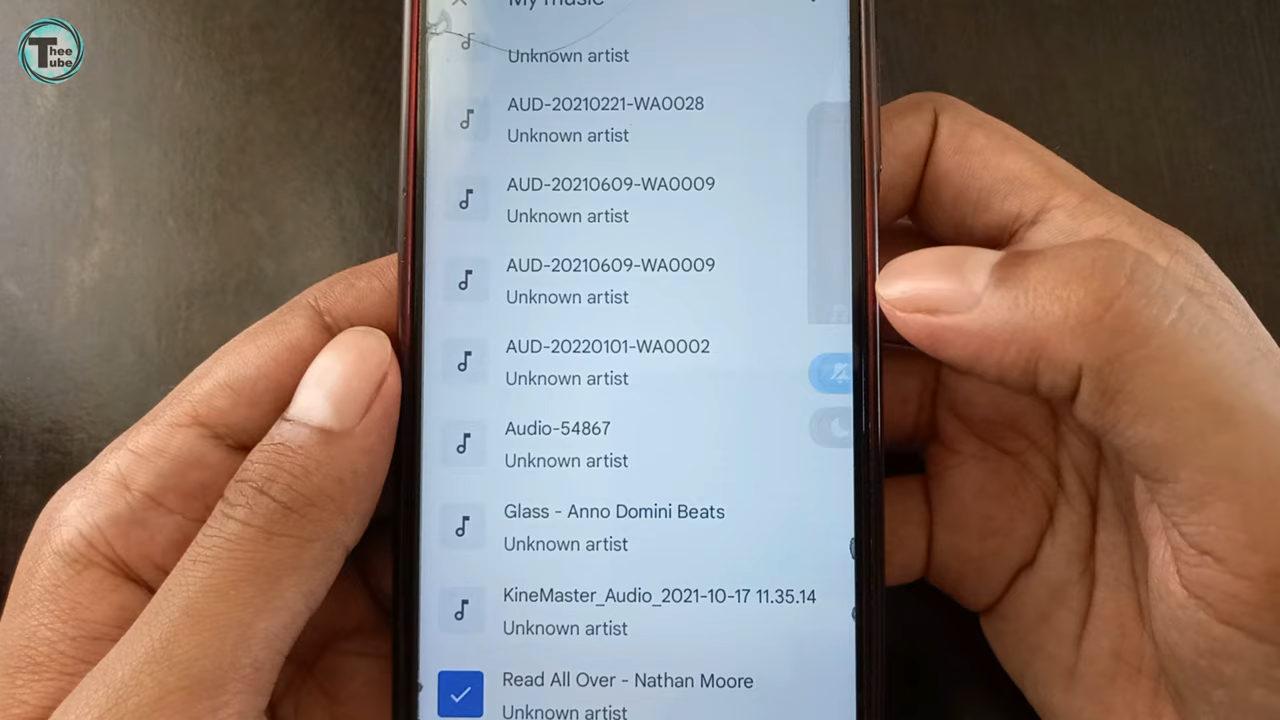 Thee
Tube
My music
Unknown artist
AUD-20210221-WA0028
Unknown artist
AUD-20210609-WA0009
Unknown artist
AUD-20210609-WA0009
Unknown artist
AUD-20220101-WA0002
Unknown artist
Audio-54867
Unknown artist
Glass - Anno Domini Beats
Unknown artist
KineMaster_Audio_2021-10-17 11.35.14
Unknown artist
Read All Over - Nathan Moore
Unknown artist